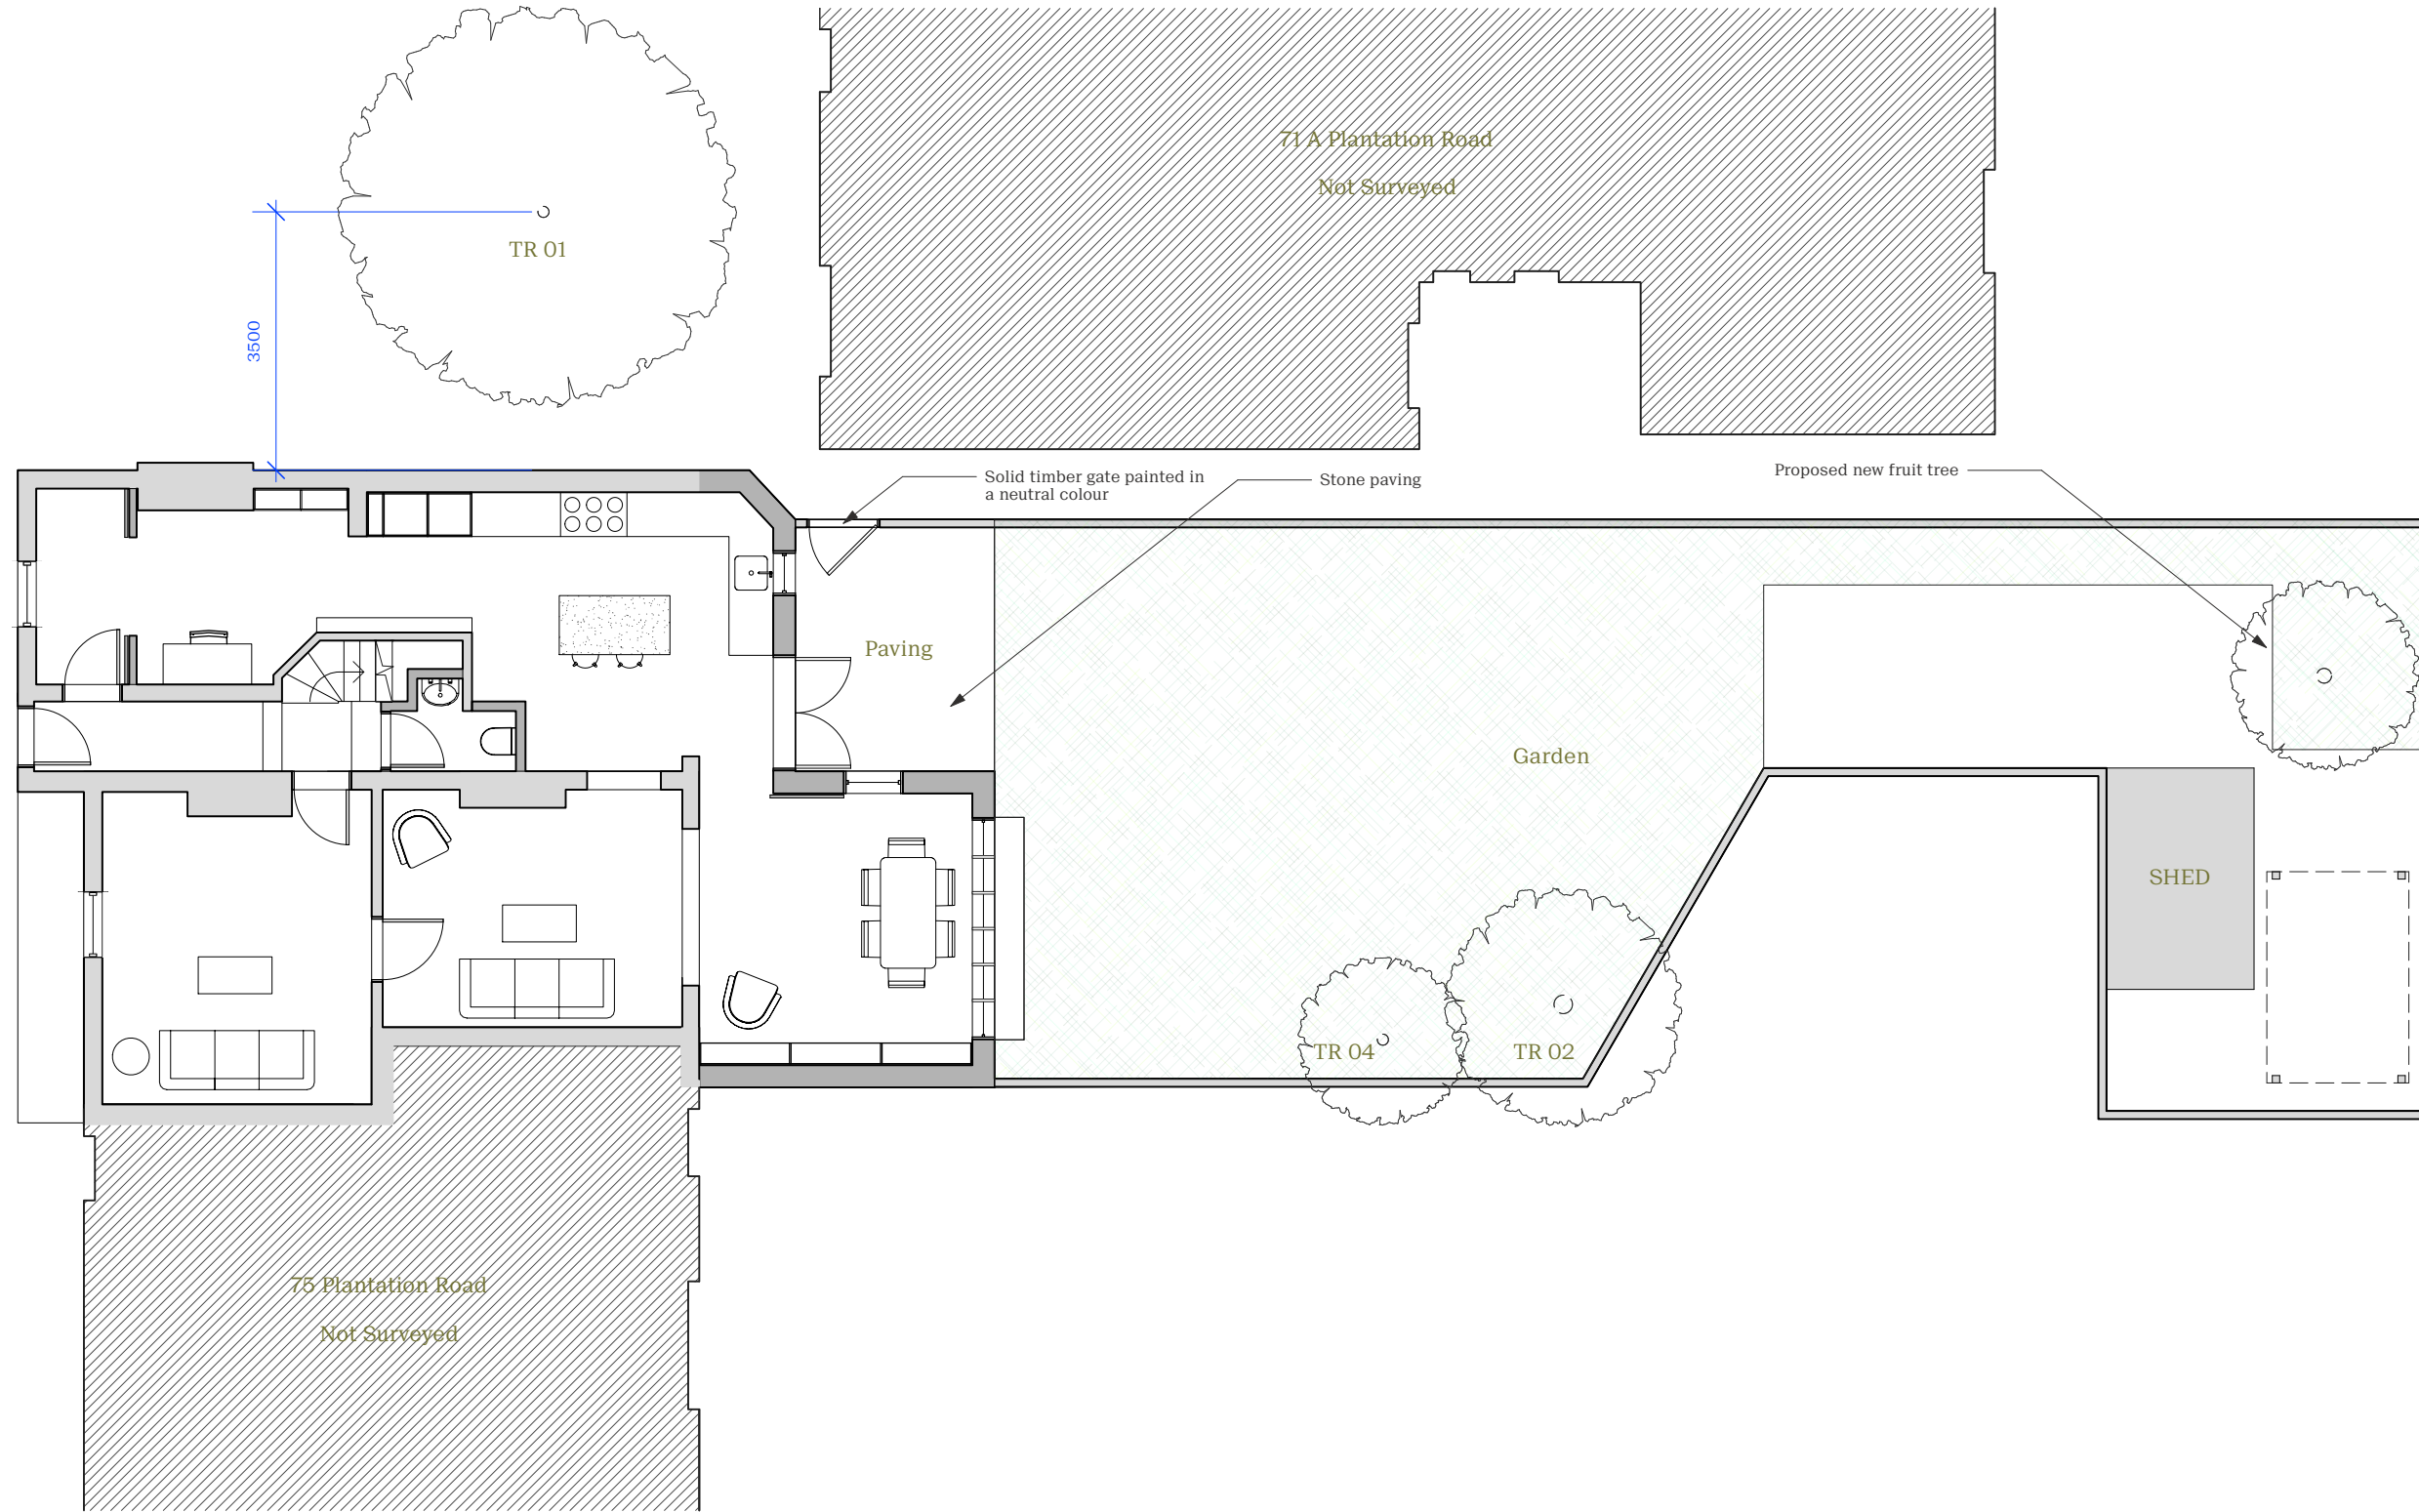 71 A Plantation Road
Not Surveyed
TR 01
3500
Solid timber gate painted in
a neutral colour
Stone paving
Proposed new fruit tree
Paving
Garden
SHED
TR 04
TR 02
75 Plantation Road
Not Surveyed